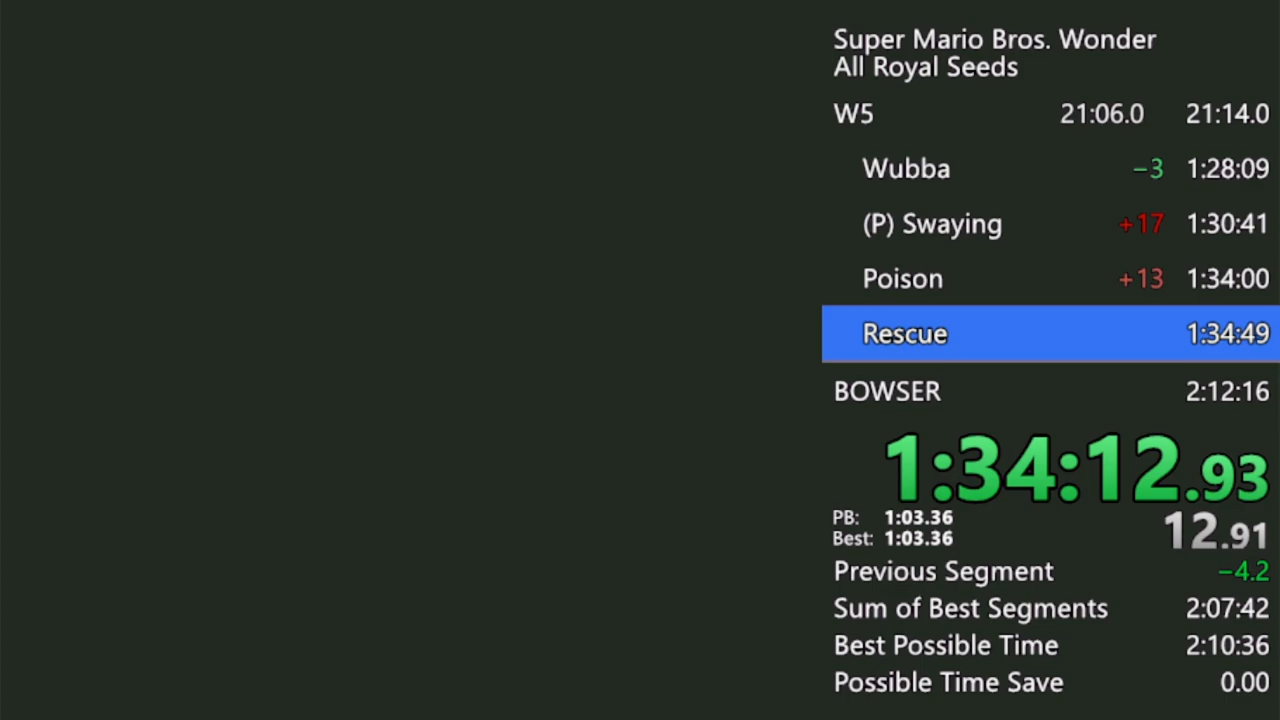 Super Mario Bros. Wonder
All Royal Seeds
W5 21:06.0 21:14.0
Wubba −3 1:28:09
(P) Swaying +17 1:30:41
Poison +13 1:34:00
Rescue 1:34:49
BOWSER 2:12:16
1:34:12.93
PB: 1:03.36
Best: 1:03.36
12.91
Previous Segment −4.2
Sum of Best Segments 2:07:42
Best Possible Time 2:10:36
Possible Time Save 0.00